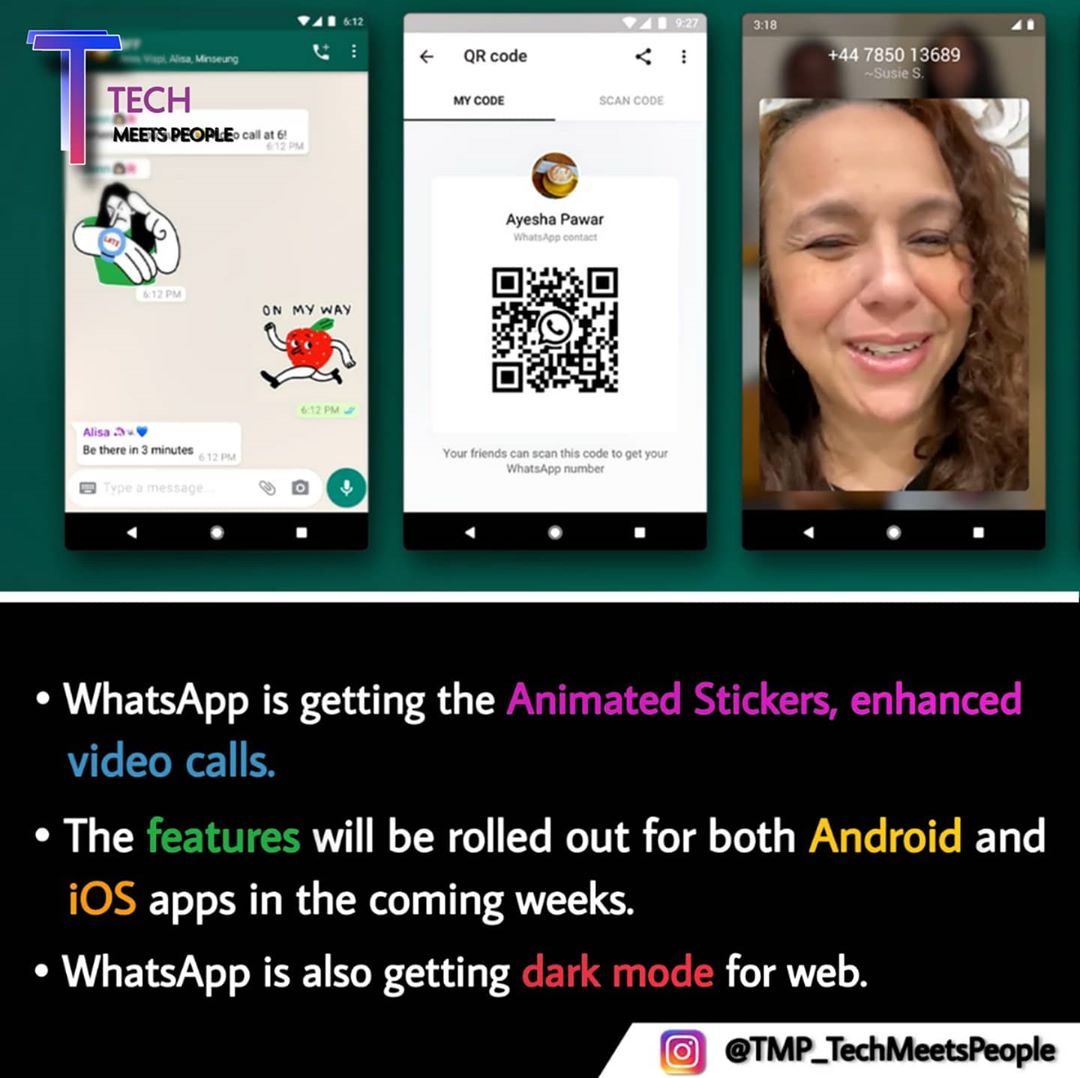 TECH
MEETS PEOPLE
6:12
Alisa, Minseung
o call at 6!
6:12 PM
LATE
6:12 PM
ON MY WAY
6:12 PM
Alisa
Be there in 3 minutes
6:12 PM
Type a message...
9:27
QR code
MY CODE
SCAN CODE
Ayesha Pawar
WhatsApp contact
Your friends can scan this code to get your
WhatsApp number
3:18
+44 7850 13689
~Susie S.
• WhatsApp is getting the Animated Stickers, enhanced
video calls.
• The features will be rolled out for both Android and
iOS apps in the coming weeks.
• WhatsApp is also getting dark mode for web.
@TMP_TechMeetsPeople